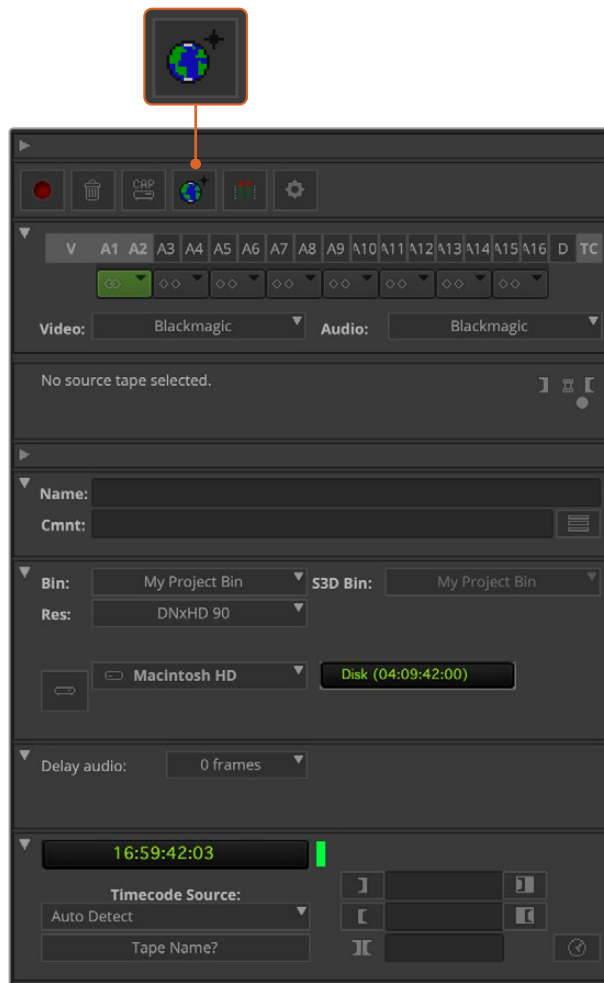 CAP
V A1 A2 A3 A4 A5 A6 A7 A8 A9 A10 A11 A12 A13 A14 A15 A16 D TC
Video: Blackmagic Audio: Blackmagic
No source tape selected.
Name:
Cmnt:
Bin: My Project Bin S3D Bin: My Project Bin
Res: DNxHD 90
Macintosh HD Disk (04:09:42:00)
Delay audio: 0 frames
16:59:42:03
Timecode Source:
Auto Detect
Tape Name?